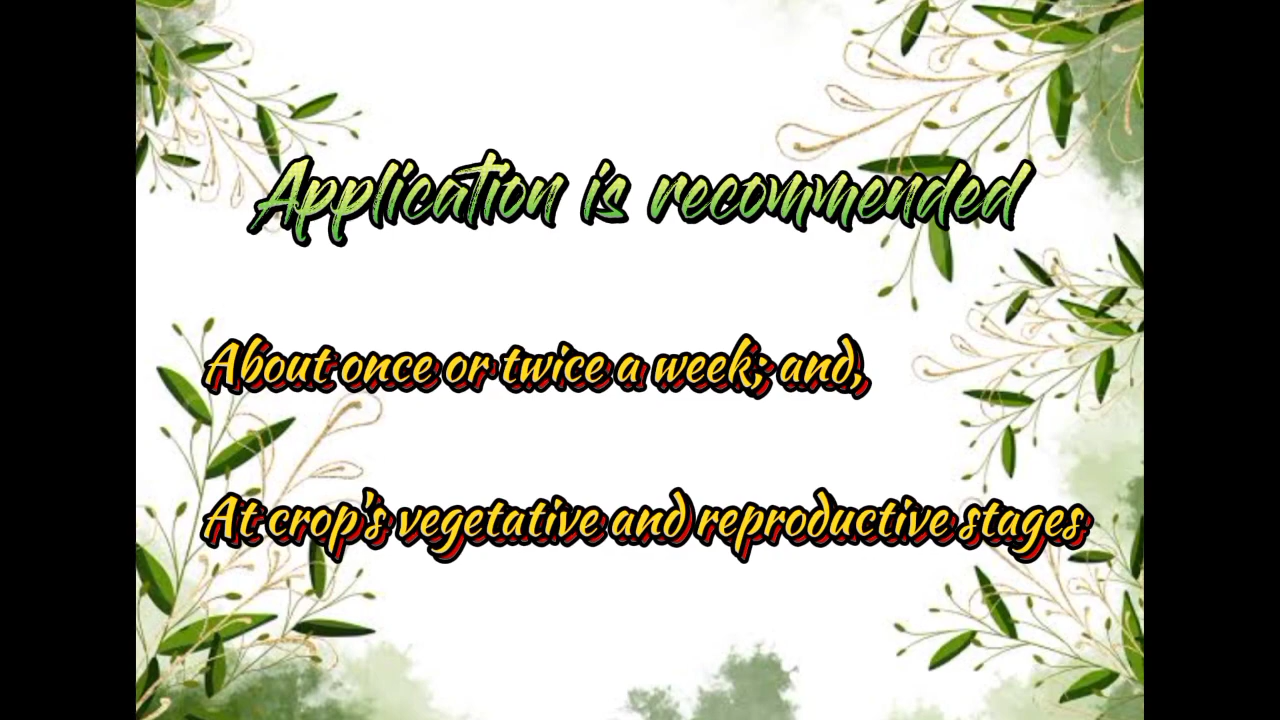 Application is recommended
About once or twice a week; and,
At crop's vegetative and reproductive stages